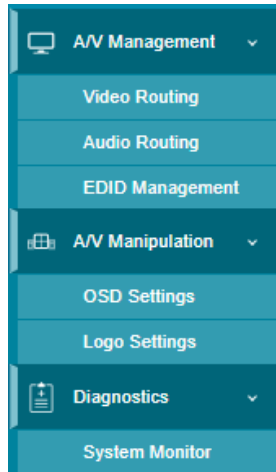 A/V Management
Video Routing
Audio Routing
EDID Management
A/V Manipulation
OSD Settings
Logo Settings
Diagnostics
System Monitor